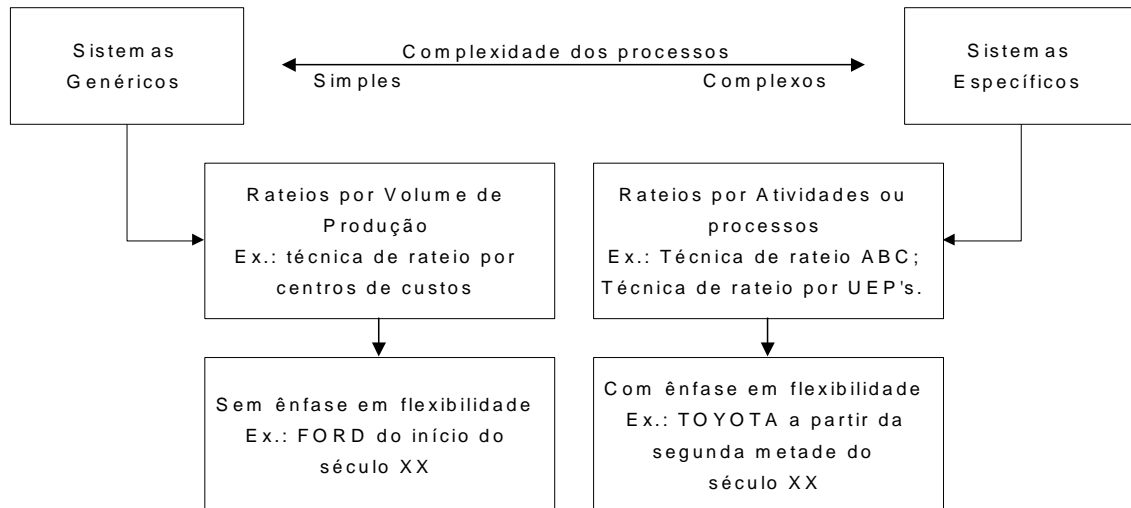 Sistemas
Genéricos
Complexidade dos processos
Simples
Complexos
Sistemas
Específicos
Rateios por Volume de
Produção
Ex.: técnica de rateio por
centros de custos
Rateios por Atividades ou
processos
Ex.: Técnica de rateio ABC;
Técnica de rateio por UEP's.
Sem ênfase em flexibilidade
Ex.: FORD do início do
século XX
Com ênfase em flexibilidade
Ex.: TOYOTA a partir da
segunda metade do
século XX